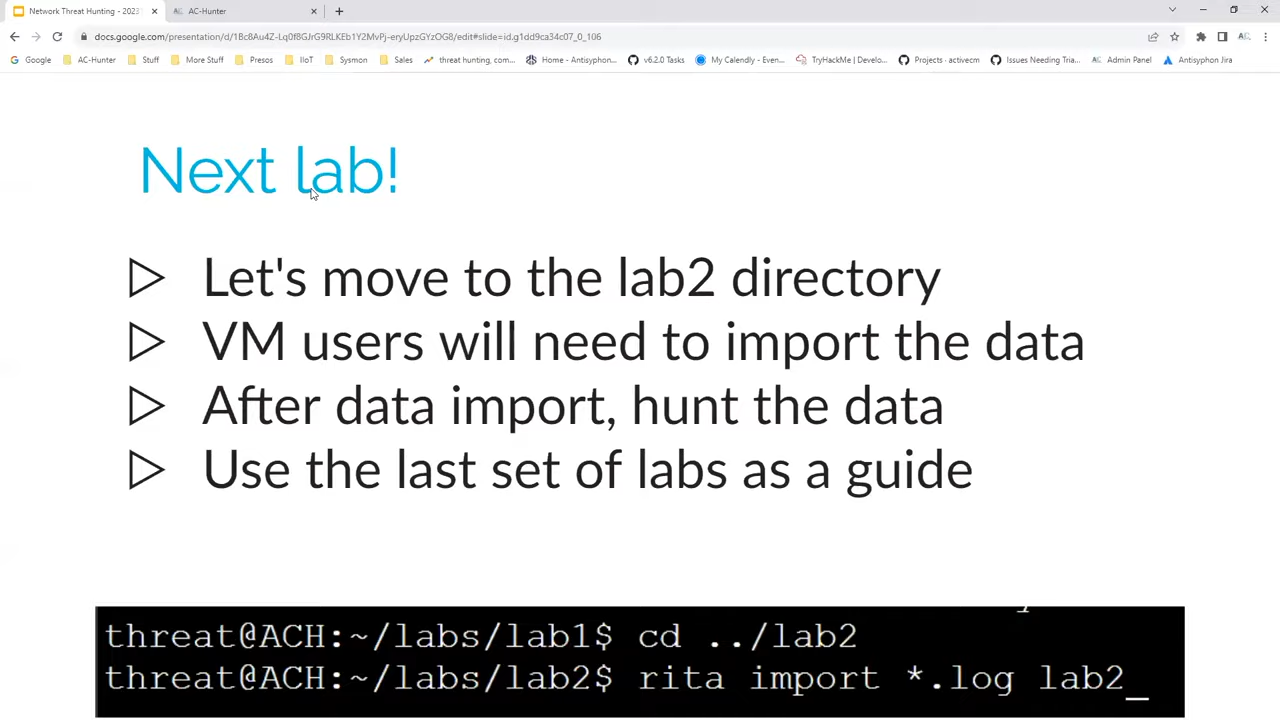 Network Threat Hunting - 2023
AC-Hunter
docs.google.com/presentation/d/1Bc8Au4Z-Lq0f8GJrG9RLKEb1Y2MvPj-eryUpzGYzOG8/edit#slide=id.g1dd9ca34c07_0_106
Google AC-Hunter Stuff More Stuff Presos IIoT Sysmon Sales threat hunting, com... Home - Antisyphon... v6.2.0 Tasks My Calendly - Even... TryHackMe | Develo... Projects · activecm Issues Needing Tria... Admin Panel Antisyphon Jira
Next lab!
Let's move to the lab2 directory
VM users will need to import the data
After data import, hunt the data
Use the last set of labs as a guide
threat@ACH:~/labs/lab1$ cd ../lab2
threat@ACH:~/labs/lab2$ rita import *.log lab2_